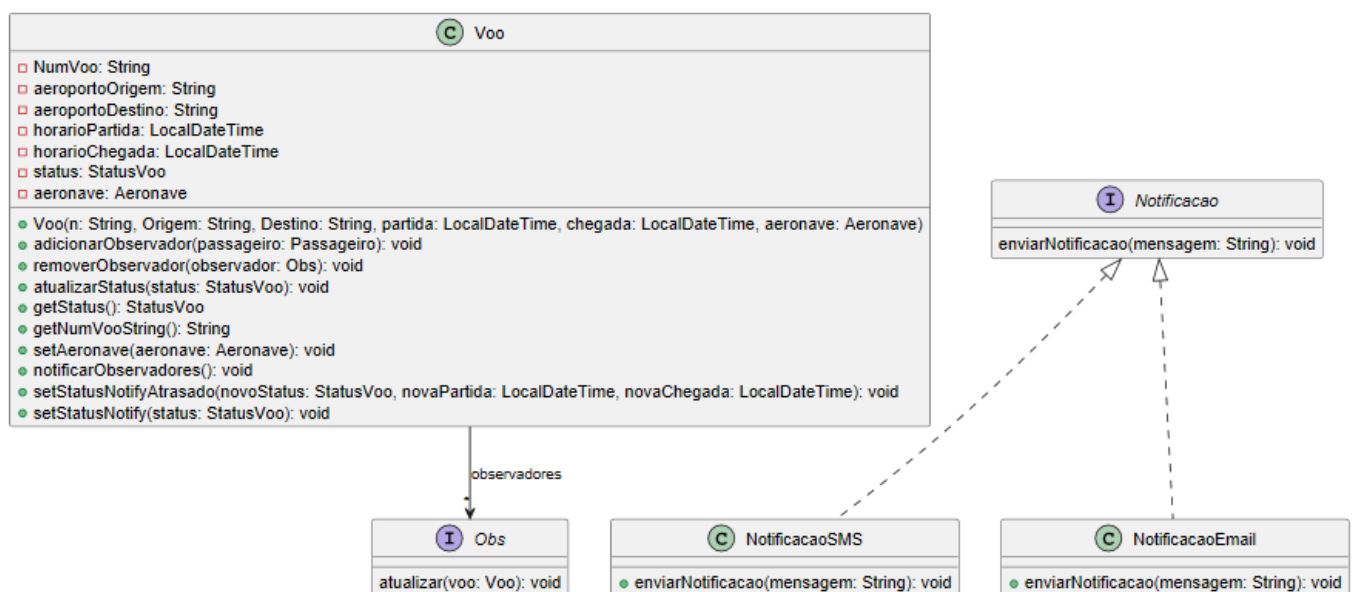 C Voo
NumVoo: String
aeroportoOrigem: String
aeroportoDestino: String
horarioPartida: LocalDateTime
horarioChegada: LocalDateTime
status: StatusVoo
aeronave: Aeronave
Voo(n: String, Origem: String, Destino: String, partida: LocalDateTime, chegada: LocalDateTime, aeronave: Aeronave)
adicionarObservador(passageiro: Passageiro): void
removerObservador(observador: Obs): void
atualizarStatus(status: StatusVoo): void
getStatus(): StatusVoo
getNumVooString(): String
setAeronave(aeronave: Aeronave): void
notificarObservadores(): void
setStatusNotifyAtrasado(novoStatus: StatusVoo, novaPartida: LocalDateTime, novaChegada: LocalDateTime): void
setStatusNotify(status: StatusVoo): void
I Notificacao
enviarNotificacao(mensagem: String): void
observadores
*
I Obs
atualizar(voo: Voo): void
C NotificacaoSMS
enviarNotificacao(mensagem: String): void
C NotificacaoEmail
enviarNotificacao(mensagem: String): void